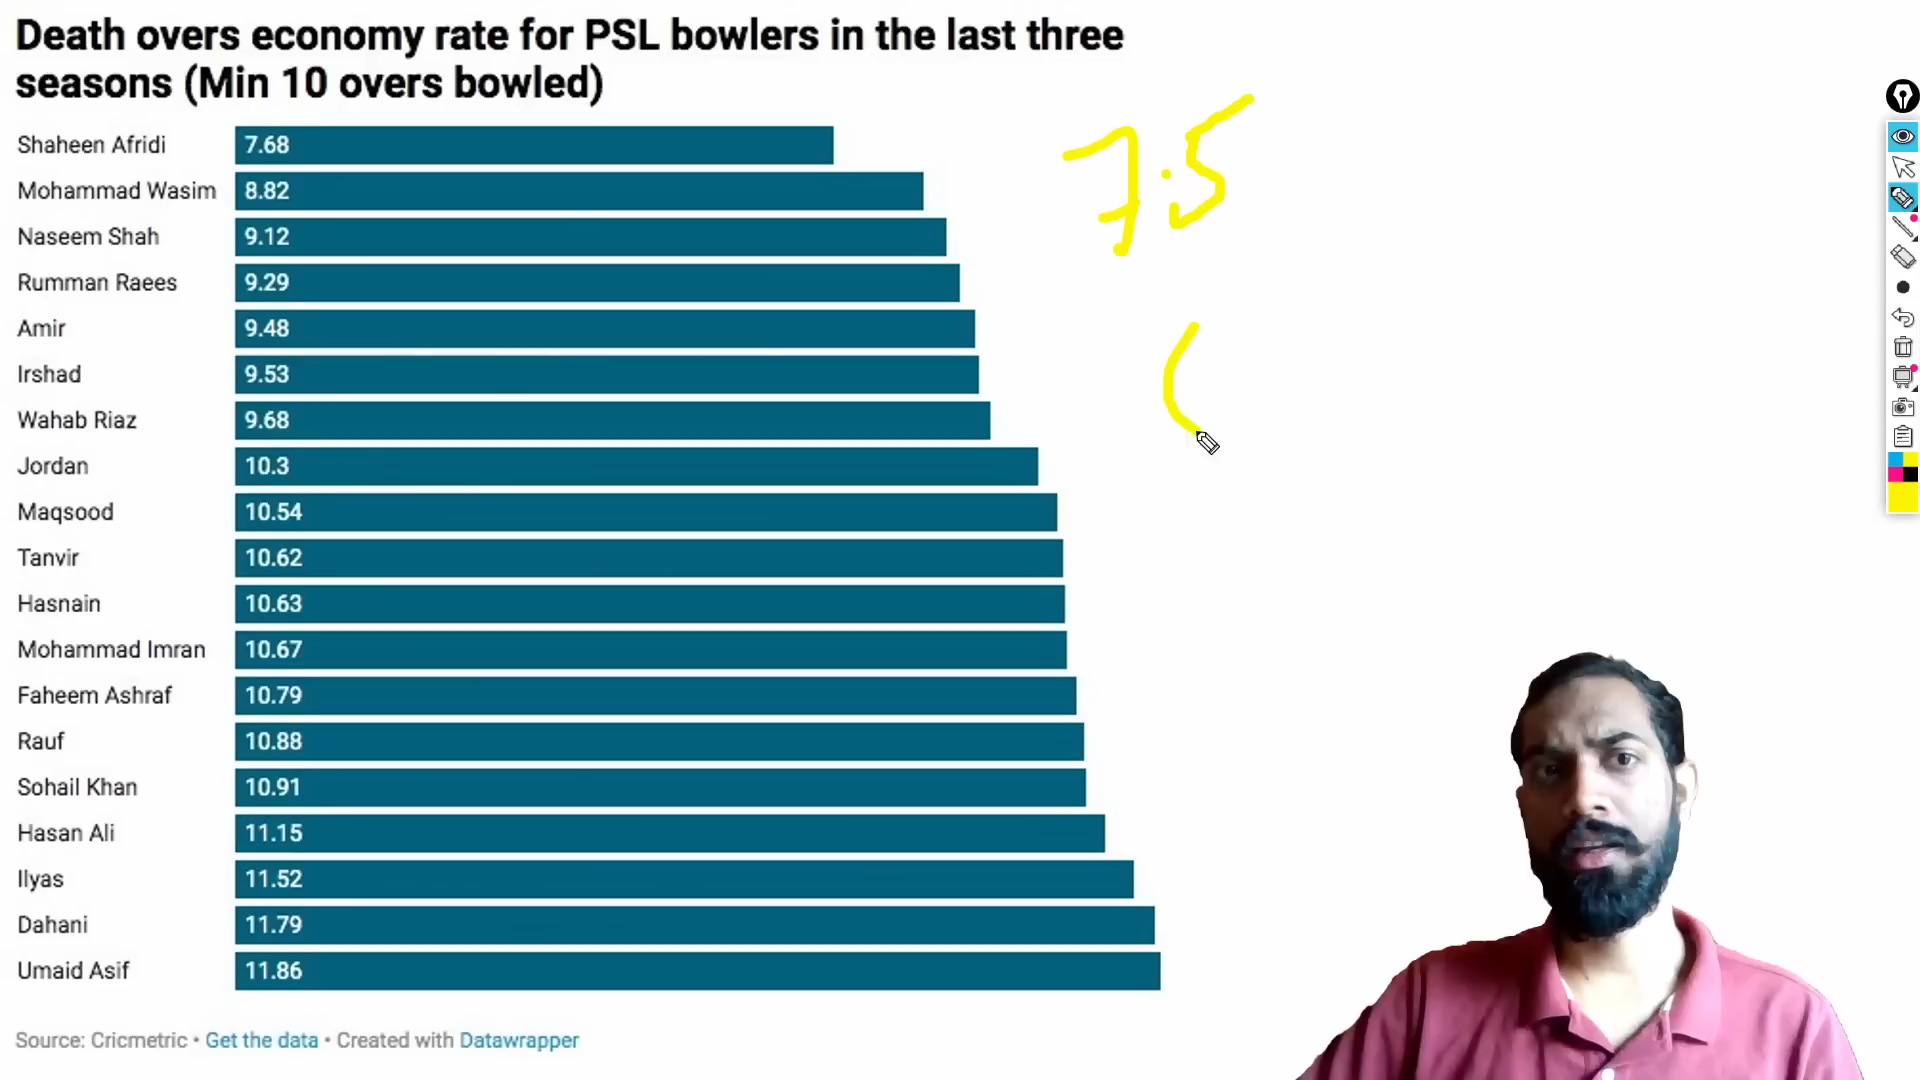 Death overs economy rate for PSL bowlers in the last three
seasons (Min 10 overs bowled)
Shaheen Afridi 7.68
Mohammad Wasim 8.82
Naseem Shah 9.12
Rumman Raees 9.29
Amir 9.48
Irshad 9.53
Wahab Riaz 9.68
Jordan 10.3
Maqsood 10.54
Tanvir 10.62
Hasnain 10.63
Mohammad Imran 10.67
Faheem Ashraf 10.79
Rauf 10.88
Sohail Khan 10.91
Hasan Ali 11.15
Ilyas 11.52
Dahani 11.79
Umaid Asif 11.86
Source: Cricmetric • Get the data • Created with Datawrapper
7.5